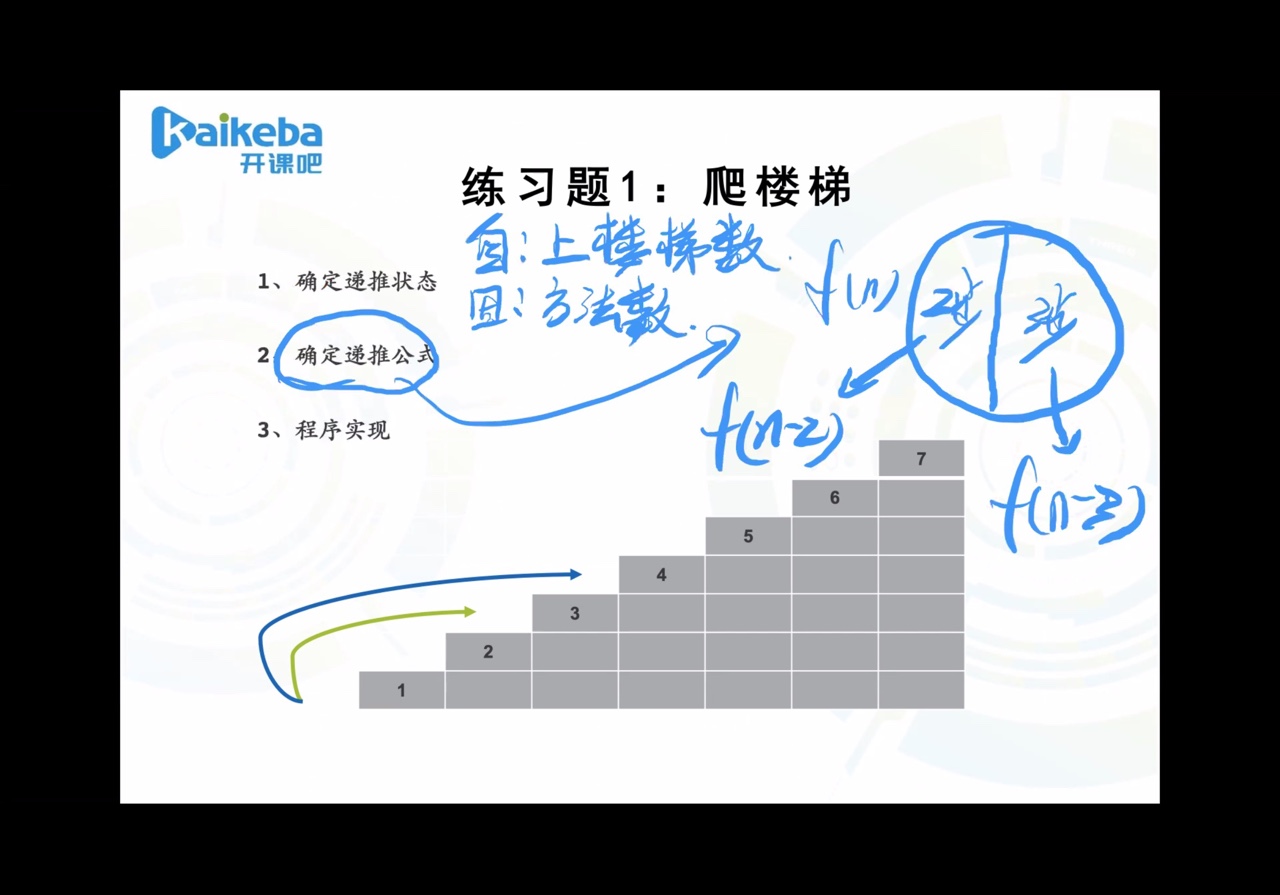 kaikeba
开课吧
练习题1：爬楼梯
自：上楼梯数.
因：方法数.
1、确定递推状态
2、确定递推公式
3、程序实现
f(n)
2步
3步
f(n-2)
f(n-3)
7
6
5
4
3
2
1